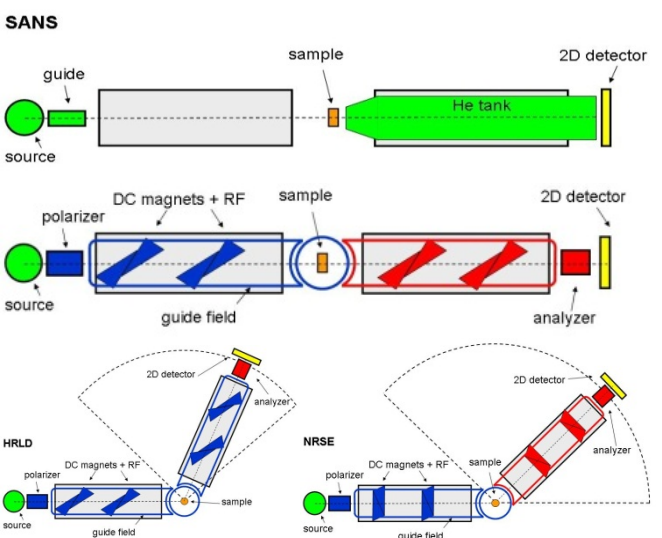 SANS
sample
2D detector
guide
He tank
source
DC magnets + RF
sample
2D detector
polarizer
source
guide field
analyzer
2D detector
analyzer
HRLD
DC magnets + RF
polarizer
sample
source
guide field
2D detector
analyzer
NRSE
sample
DC magnets + RF
polarizer
source
guide field